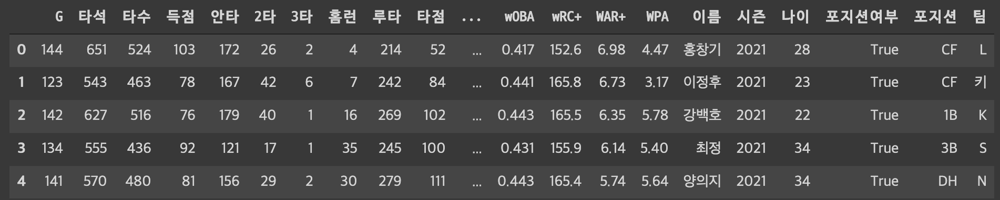 G 타석 타수 득점 안타 2타 3타 홈런 루타 타점 ... wOBA wRC+ WAR+ WPA 이름 시즌 나이 포지션여부 포지션 팀
0 144 651 524 103 172 26 2 4 214 52 ... 0.417 152.6 6.98 4.47 홍창기 2021 28 True CF L
1 123 543 463 78 167 42 6 7 242 84 ... 0.441 165.8 6.73 3.17 이정후 2021 23 True CF 키
2 142 627 516 76 179 40 1 16 269 102 ... 0.443 165.5 6.35 5.78 강백호 2021 22 True 1B K
3 134 555 436 92 121 17 1 35 245 100 ... 0.431 155.9 6.14 5.40 최정 2021 34 True 3B S
4 141 570 480 81 156 29 2 30 279 111 ... 0.443 165.4 5.74 5.64 양의지 2021 34 True DH N